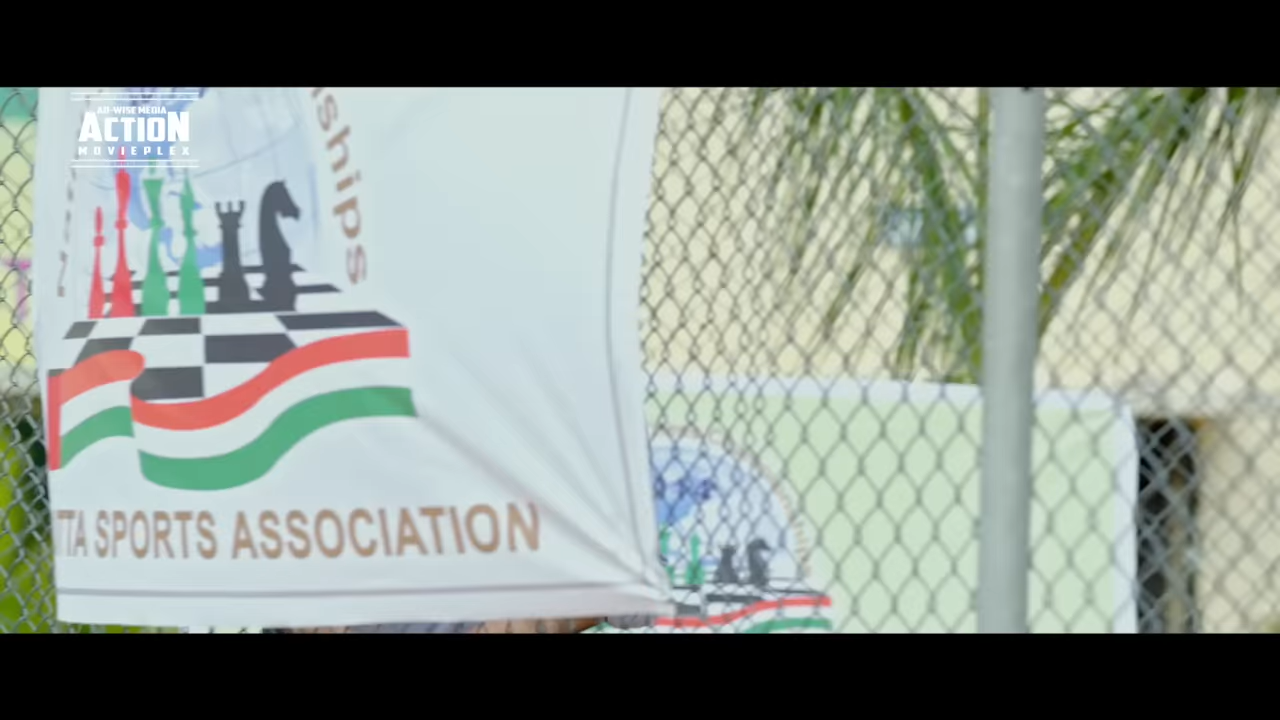 AD-WISE MEDIA
ACTION
MOVIEPLEX
ships
TTA SPORTS ASSOCIATION